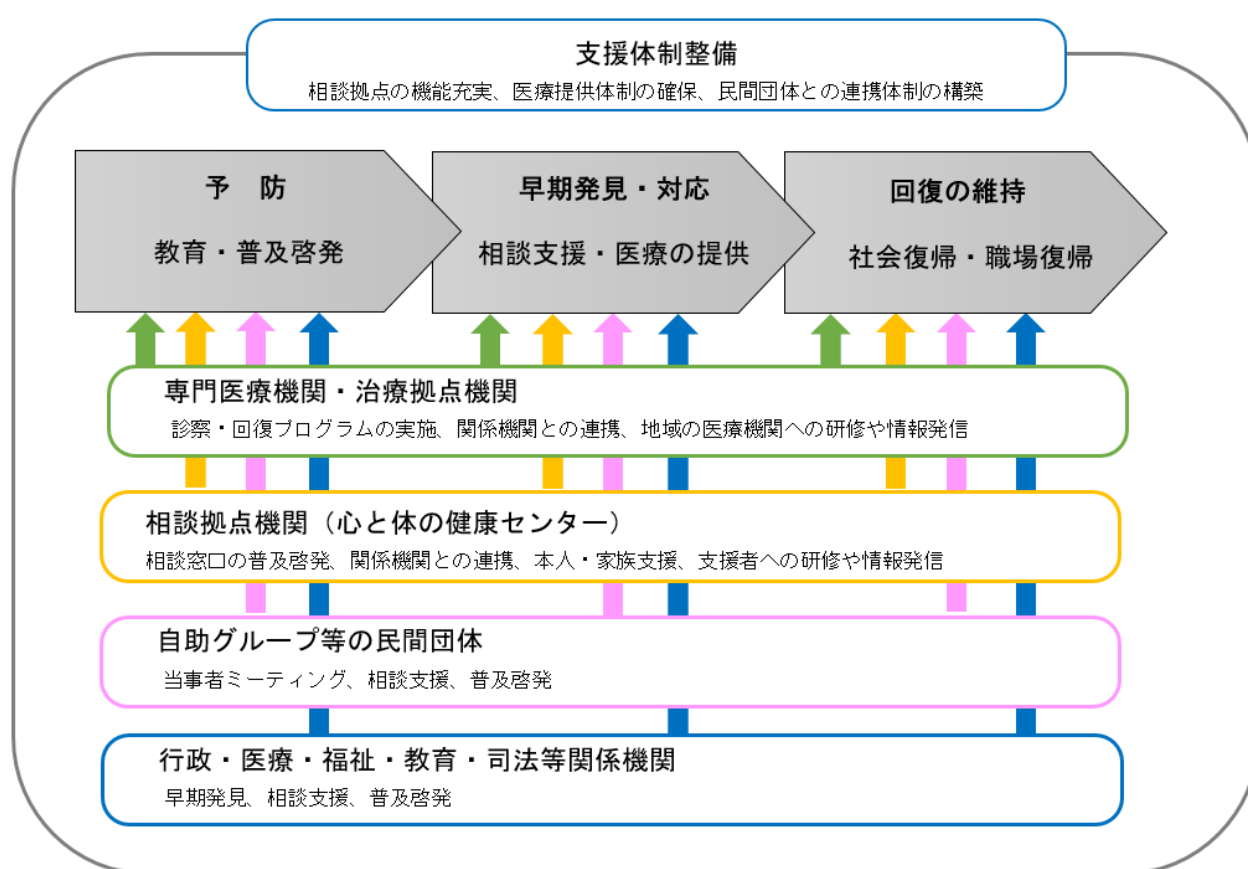 支援体制整備
相談拠点の機能充実、医療提供体制の確保、民間団体との連携体制の構築
予　防
教育・普及啓発
早期発見・対応
相談支援・医療の提供
回復の維持
社会復帰・職場復帰
専門医療機関・治療拠点機関
診察・回復プログラムの実施、関係機関との連携、地域の医療機関への研修や情報発信
相談拠点機関（心と体の健康センター）
相談窓口の普及啓発、関係機関との連携、本人・家族支援、支援者への研修や情報発信
自助グループ等の民間団体
当事者ミーティング、相談支援、普及啓発
行政・医療・福祉・教育・司法等関係機関
早期発見、相談支援、普及啓発